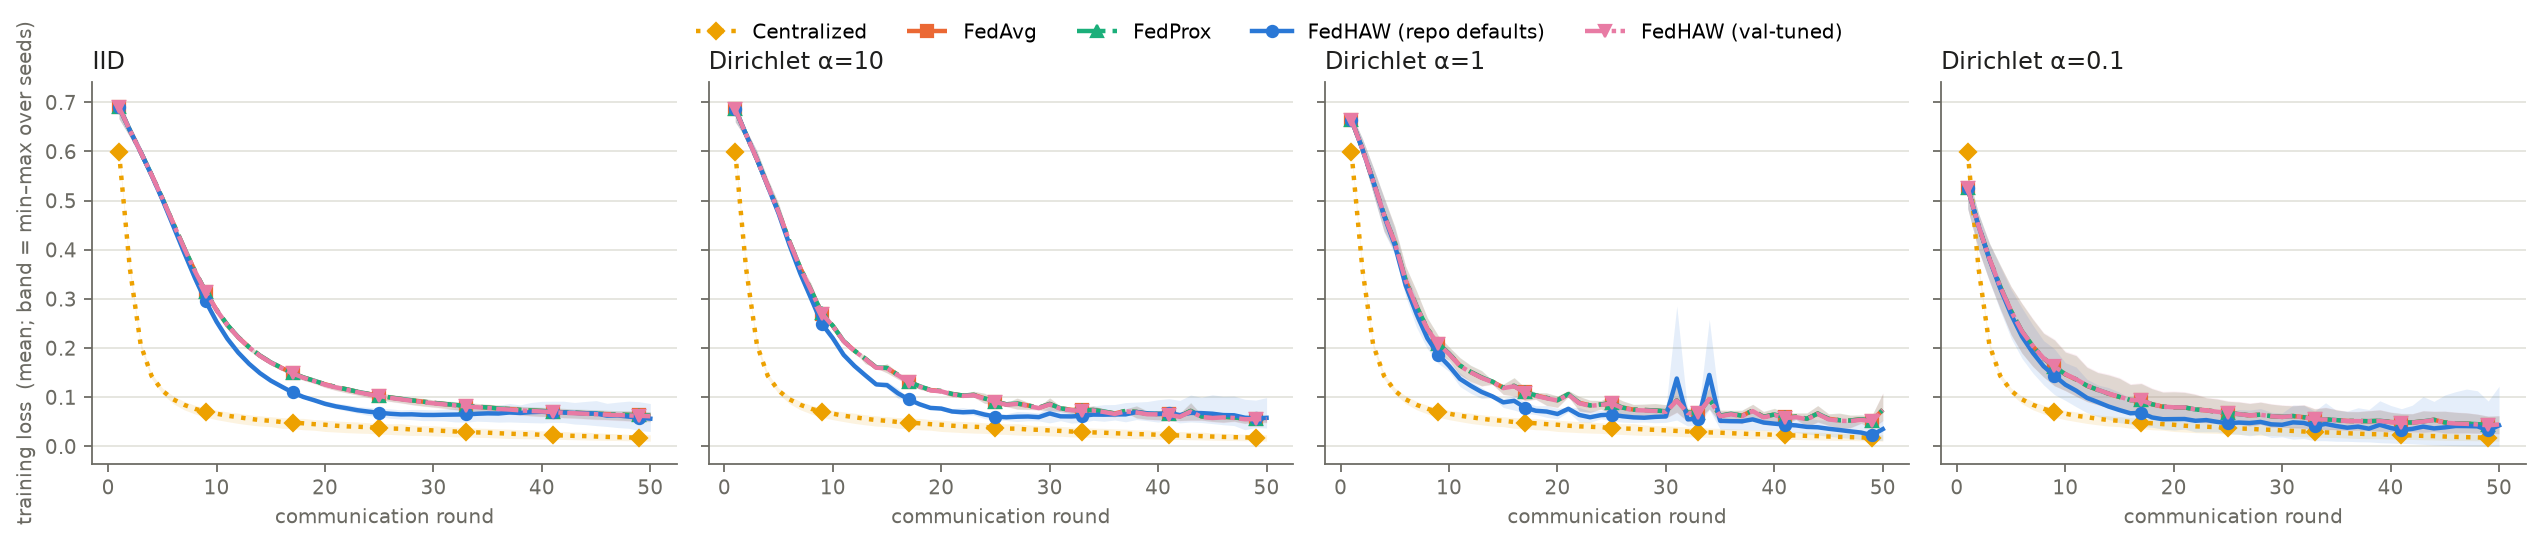 Centralized FedAvg FedProx FedHAW (repo defaults) FedHAW (val-tuned)
training loss (mean; band = min–max over seeds)
IID
0.7
0.6
0.5
0.4
0.3
0.2
0.1
0.0
0 10 20 30 40 50
communication round
Dirichlet α=10
0 10 20 30 40 50
communication round
Dirichlet α=1
0 10 20 30 40 50
communication round
Dirichlet α=0.1
0 10 20 30 40 50
communication round